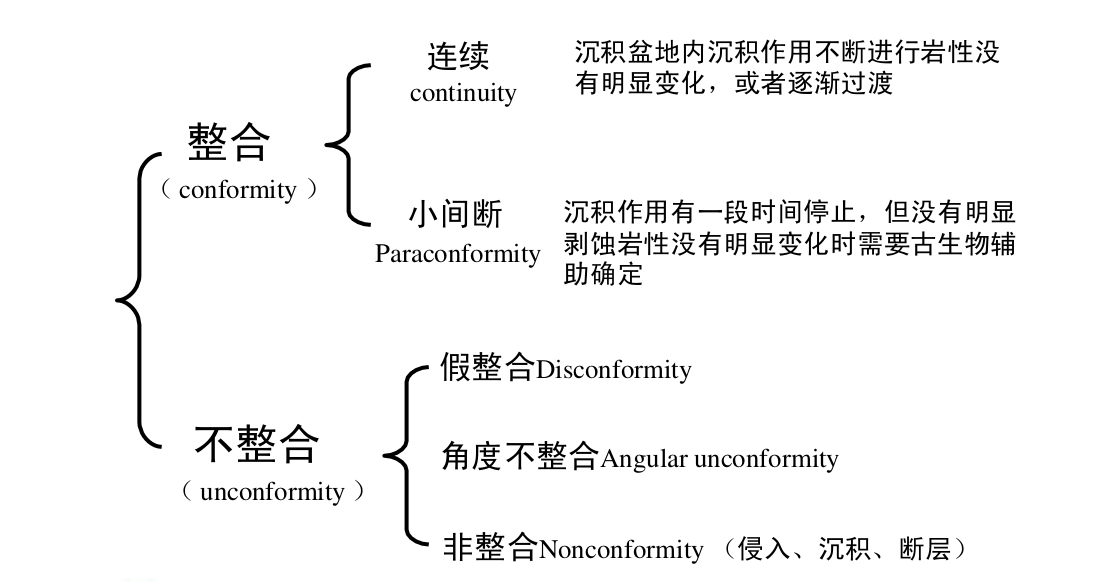 连续
continuity
沉积盆地内沉积作用不断进行岩性没
有明显变化，或者逐渐过渡
整合
（ conformity ）
小间断
Paraconformity
沉积作用有一段时间停止，但没有明显
剥蚀岩性没有明显变化时需要古生物辅
助确定
假整合Disconformity
不整合
（ unconformity ）
角度不整合Angular unconformity
非整合Nonconformity （侵入、沉积、断层）